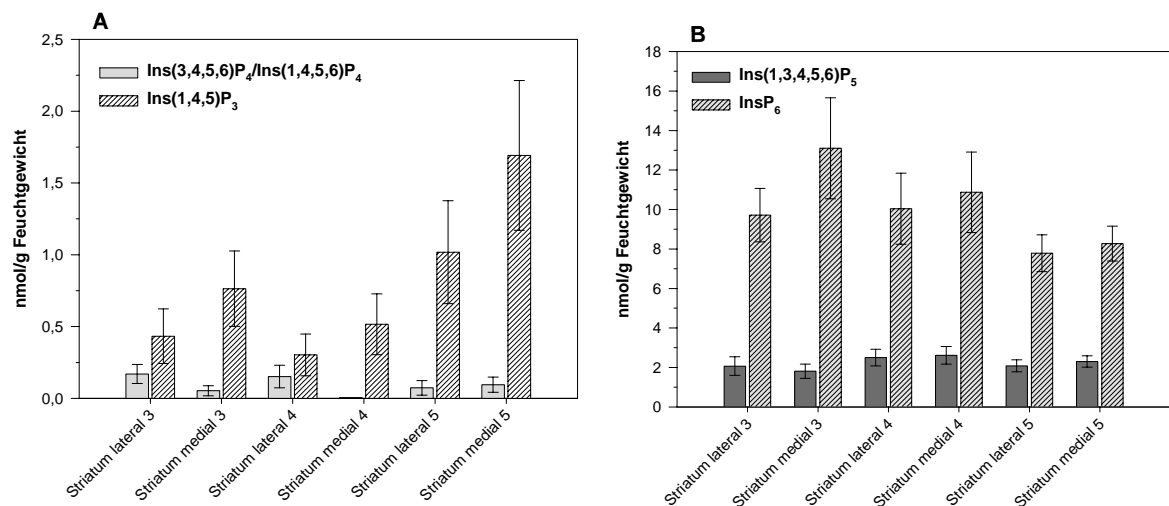 A
nmol/g Feuchtgewicht
2,5
2,0
1,5
1,0
0,5
0,0
Ins(3,4,5,6)P4/Ins(1,4,5,6)P4
Ins(1,4,5)P3
Striatum lateral 3
Striatum medial 3
Striatum lateral 4
Striatum medial 4
Striatum lateral 5
Striatum medial 5
B
nmol/g Feuchtgewicht
18
16
14
12
10
8
6
4
2
0
Ins(1,3,4,5,6)P5
InsP6
Striatum lateral 3
Striatum medial 3
Striatum lateral 4
Striatum medial 4
Striatum lateral 5
Striatum medial 5